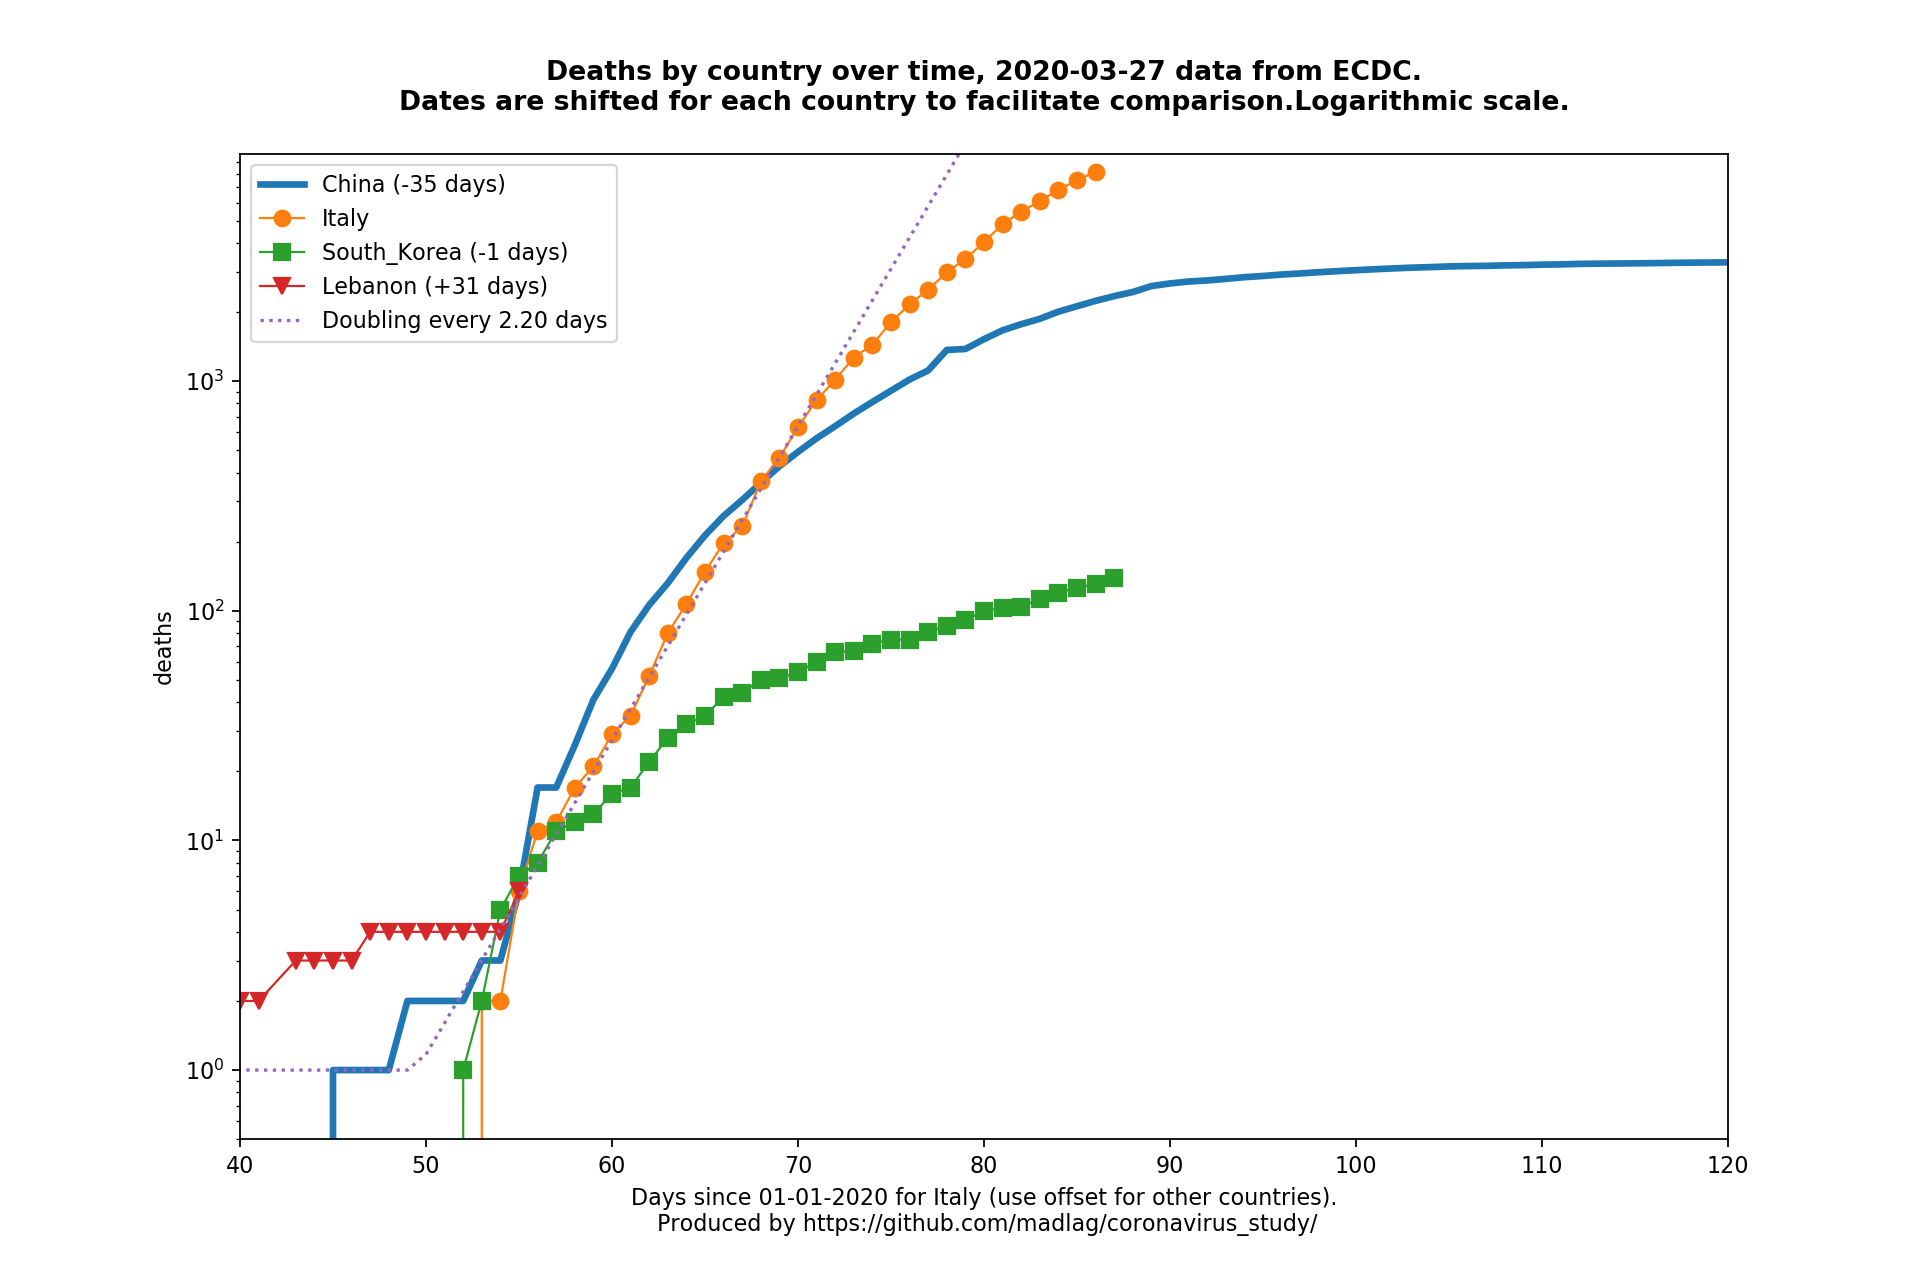 Deaths by country over time, 2020-03-27 data from ECDC.
Dates are shifted for each country to facilitate comparison.Logarithmic scale.
China (-35 days)
Italy
South_Korea (-1 days)
Lebanon (+31 days)
Doubling every 2.20 days
deaths
10³
10²
10¹
10⁰
40 50 60 70 80 90 100 110 120
Days since 01-01-2020 for Italy (use offset for other countries).
Produced by https://github.com/madlag/coronavirus_study/